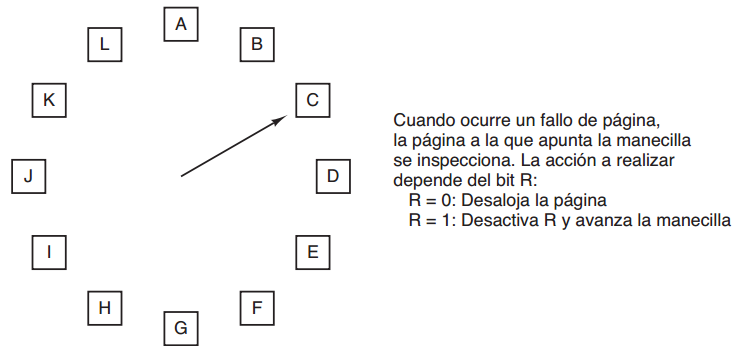 A
L
B
K
C
J
D
I
E
H
F
G
Cuando ocurre un fallo de página,
la página a la que apunta la manecilla
se inspecciona. La acción a realizar
depende del bit R:
R = 0: Desaloja la página
R = 1: Desactiva R y avanza la manecilla